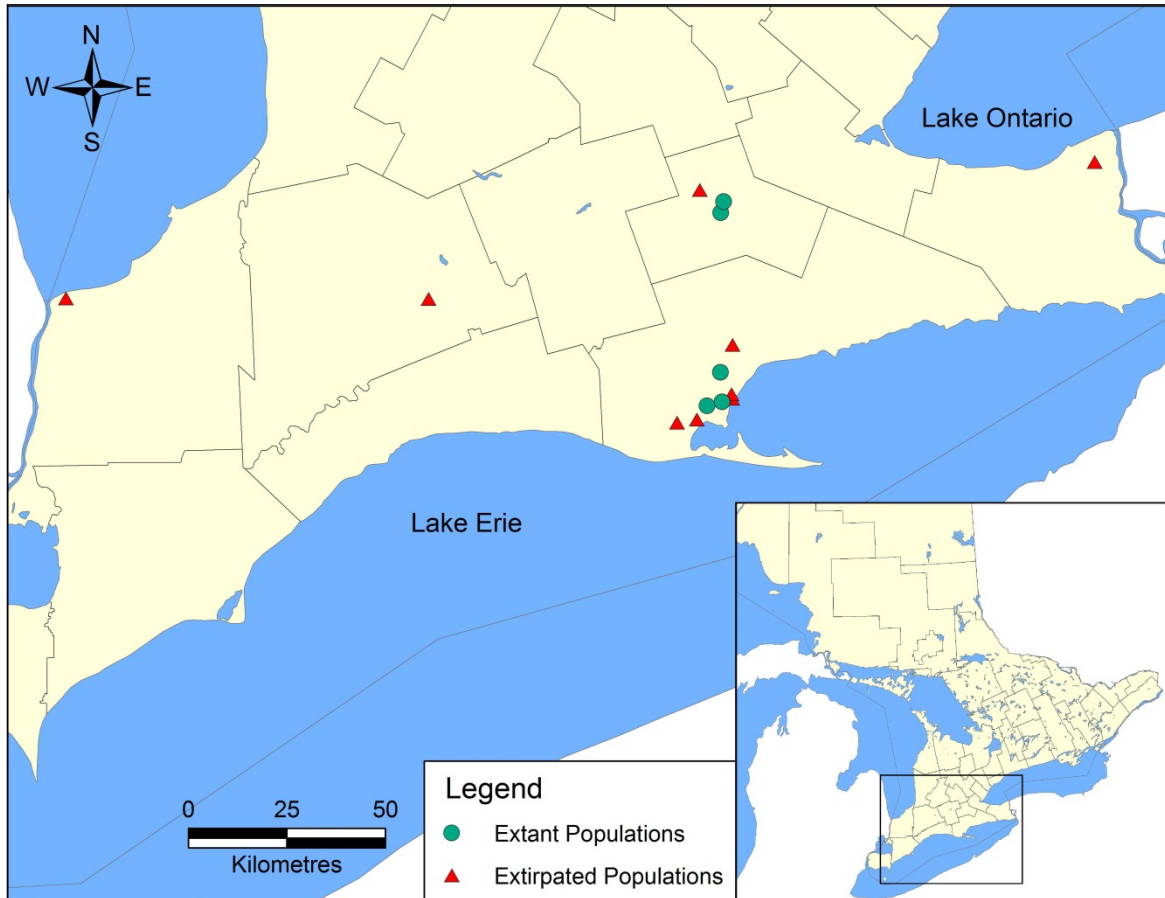 N
W E
S
Lake Ontario
Lake Erie
0 25 50
Kilometres
Legend
Extant Populations
Extirpated Populations